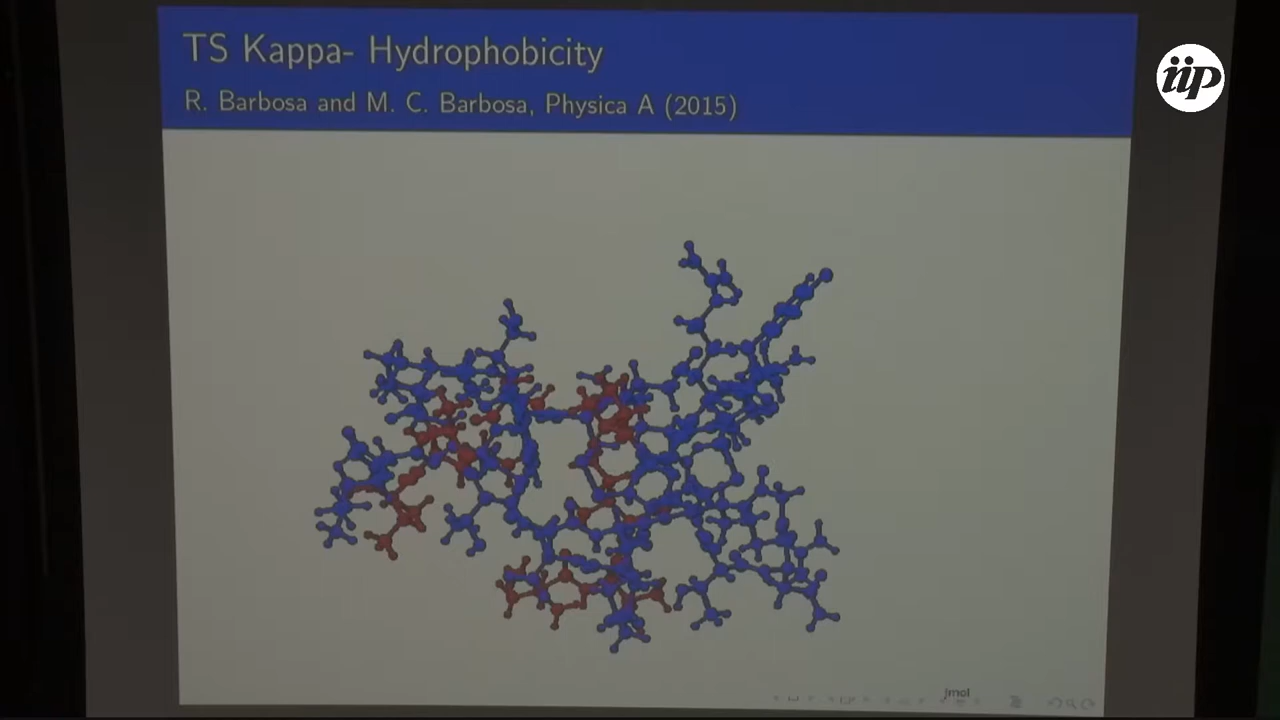 TS Kappa- Hydrophobicity
iip
R. Barbosa and M. C. Barbosa, Physica A (2015)
jmol